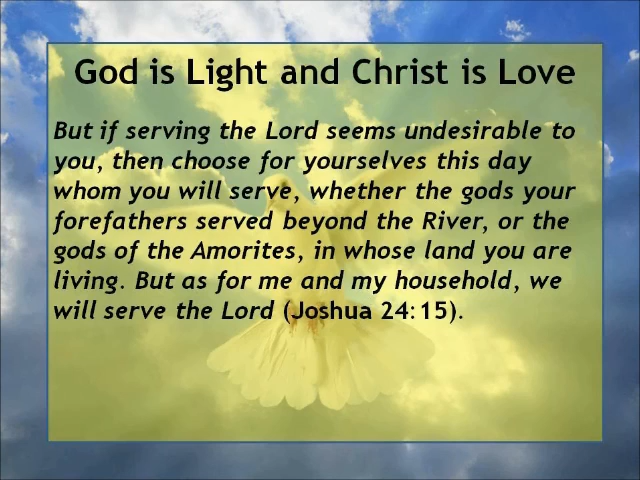 God is Light and Christ is Love
But if serving the Lord seems undesirable to
you, then choose for yourselves this day
whom you will serve, whether the gods your
forefathers served beyond the River, or the
gods of the Amorites, in whose land you are
living. But as for me and my household, we
will serve the Lord (Joshua 24:15).